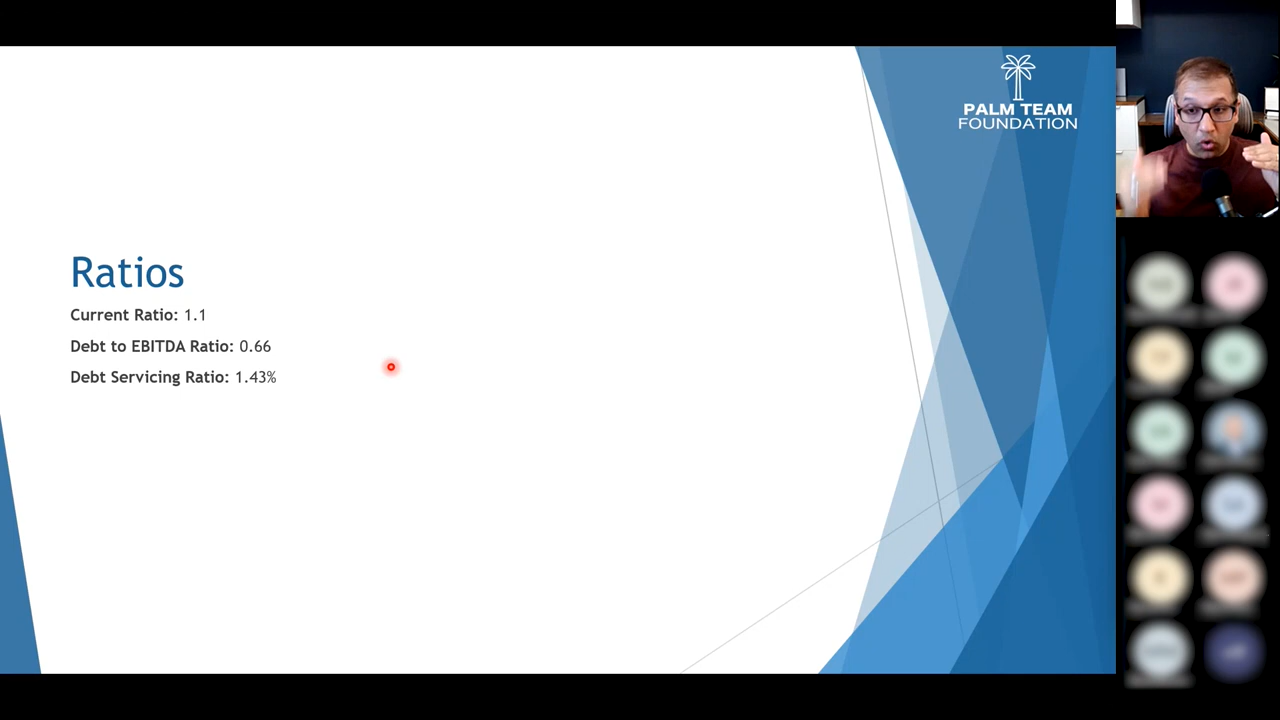 PALM TEAM
FOUNDATION
Ratios
Current Ratio: 1.1
Debt to EBITDA Ratio: 0.66
Debt Servicing Ratio: 1.43%